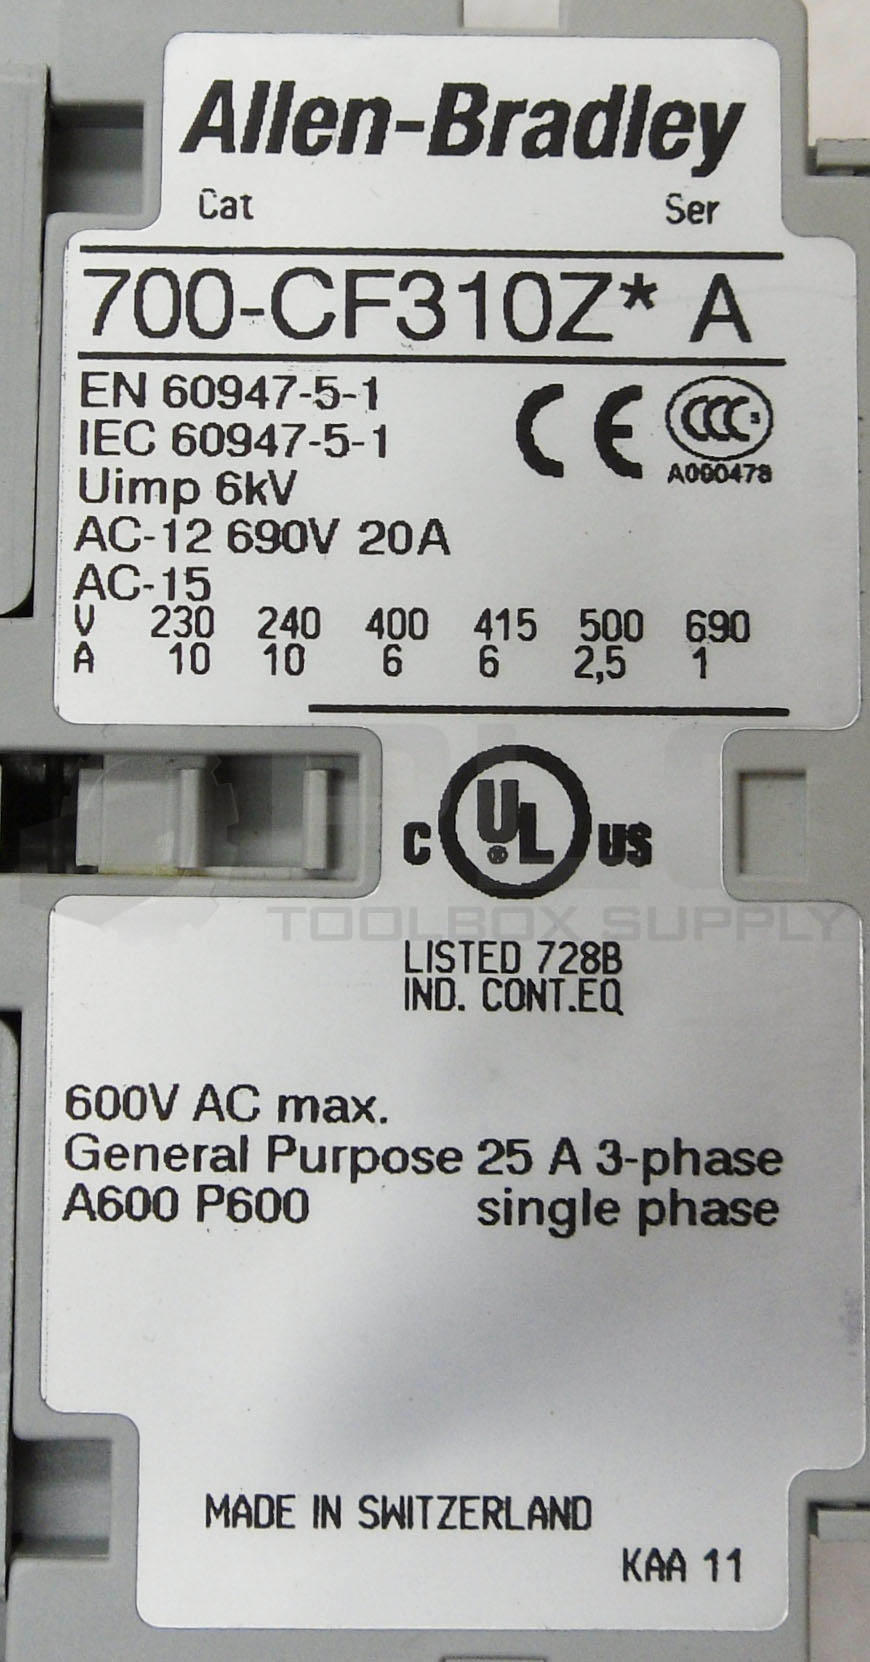 Allen-Bradley
Cat Ser
700-CF310Z* A
EN 60947-5-1
IEC 60947-5-1
CE CCC S
A000478
Uimp 6kV
AC-12 690V 20A
AC-15
V 230 240 400 415 500 690
A 10 10 6 6 2,5 1
C UL ® US
TOOLBOX SUPPLY
LISTED 728B
IND. CONT.EQ
600V AC max.
General Purpose 25 A 3-phase
A600 P600 single phase
MADE IN SWITZERLAND
KAA 11